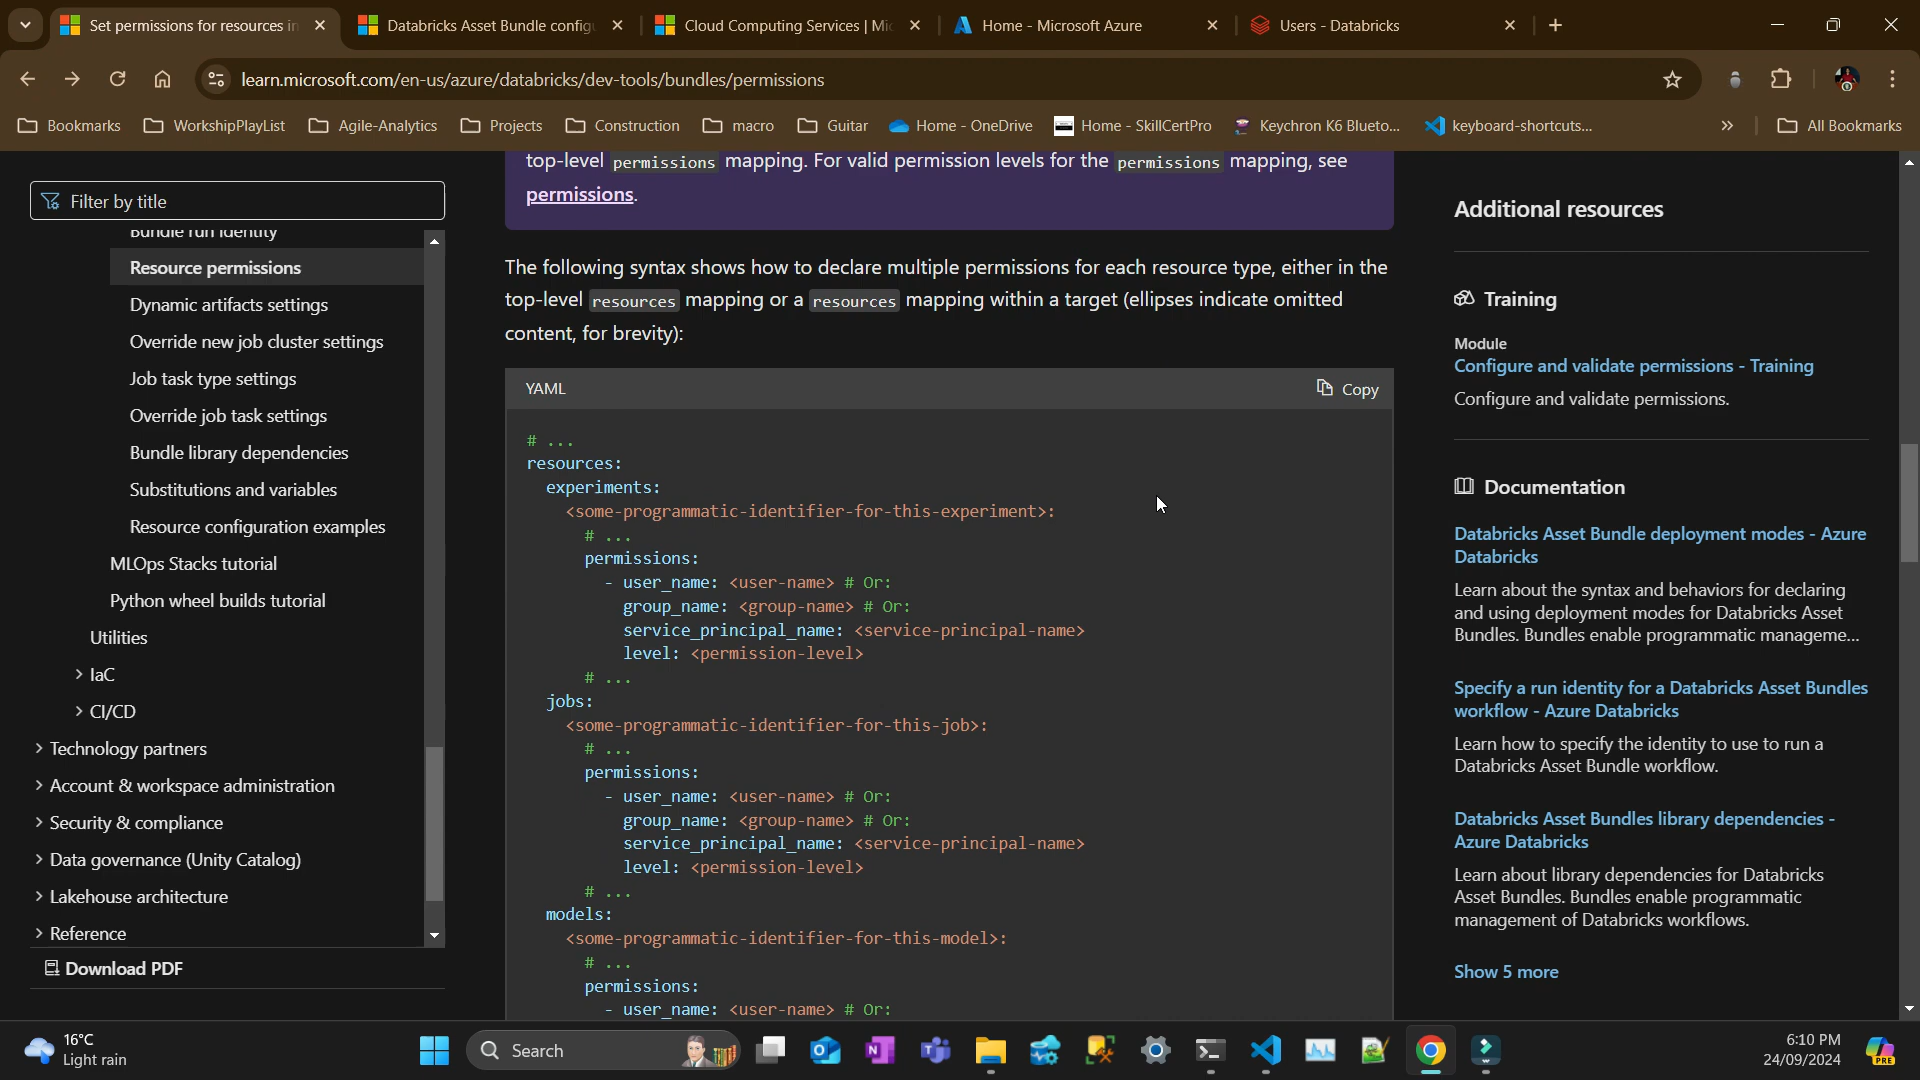 Set permissions for resources in
Databricks Asset Bundle configu
Cloud Computing Services | Mic
Home - Microsoft Azure
Users - Databricks
learn.microsoft.com/en-us/azure/databricks/dev-tools/bundles/permissions
Bookmarks
WorkshipPlayList
Agile-Analytics
Projects
Construction
macro
Guitar
Home - OneDrive
Home - SkillCertPro
Keychron K6 Blueto...
keyboard-shortcuts...
All Bookmarks
Filter by title
Bundle run identity
Resource permissions
Dynamic artifacts settings
Override new job cluster settings
Job task type settings
Override job task settings
Bundle library dependencies
Substitutions and variables
Resource configuration examples
MLOps Stacks tutorial
Python wheel builds tutorial
Utilities
IaC
CI/CD
Technology partners
Account & workspace administration
Security & compliance
Data governance (Unity Catalog)
Lakehouse architecture
Reference
Download PDF
top-level permissions mapping. For valid permission levels for the permissions mapping, see
permissions.
The following syntax shows how to declare multiple permissions for each resource type, either in the
top-level resources mapping or a resources mapping within a target (ellipses indicate omitted
content, for brevity):
YAML
Copy
# ...
resources:
experiments:
<some-programmatic-identifier-for-this-experiment>:
# ...
permissions:
- user_name: <user-name> # Or:
group_name: <group-name> # Or:
service_principal_name: <service-principal-name>
level: <permission-level>
# ...
jobs:
<some-programmatic-identifier-for-this-job>:
# ...
permissions:
- user_name: <user-name> # Or:
group_name: <group-name> # Or:
service_principal_name: <service-principal-name>
level: <permission-level>
# ...
models:
<some-programmatic-identifier-for-this-model>:
# ...
permissions:
- user_name: <user-name> # Or:
Additional resources
Training
Module
Configure and validate permissions - Training
Configure and validate permissions.
Documentation
Databricks Asset Bundle deployment modes - Azure
Databricks
Learn about the syntax and behaviors for declaring
and using deployment modes for Databricks Asset
Bundles. Bundles enable programmatic manageme...
Specify a run identity for a Databricks Asset Bundles
workflow - Azure Databricks
Learn how to specify the identity to use to run a
Databricks Asset Bundle workflow.
Databricks Asset Bundles library dependencies -
Azure Databricks
Learn about library dependencies for Databricks
Asset Bundles. Bundles enable programmatic
management of Databricks workflows.
Show 5 more
16°C
Light rain
Search
6:10 PM
24/09/2024
PRE